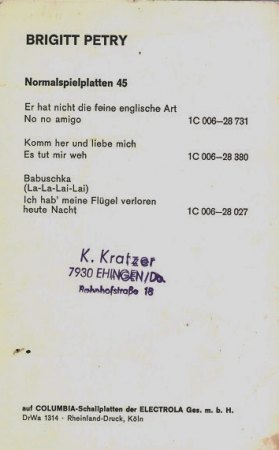 BRIGITT PETRY
Normalspielplatten 45
Er hat nicht die feine englische Art
No no amigo 1C 006—28 731
Komm her und liebe mich
Es tut mir weh 1C 006—28 380
Babuschka
(La-La-Lai-Lai)
Ich hab' meine Flügel verloren
heute Nacht 1C 006—28 027
K. Kratzer
7930 EHINGEN/Do.
Bahnhofstraße 18
auf COLUMBIA-Schallplatten der ELECTROLA Ges. m. b. H.
DrWa 1314 · Rheinland-Druck, Köln